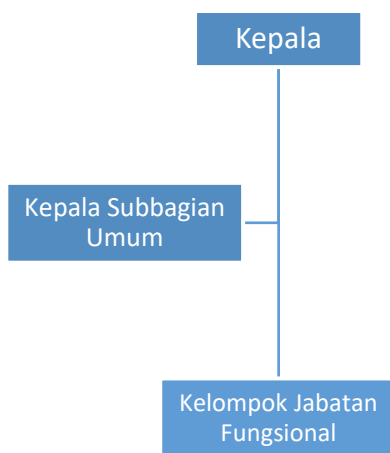 Kepala
Kepala Subbagian
Umum
Kelompok Jabatan
Fungsional